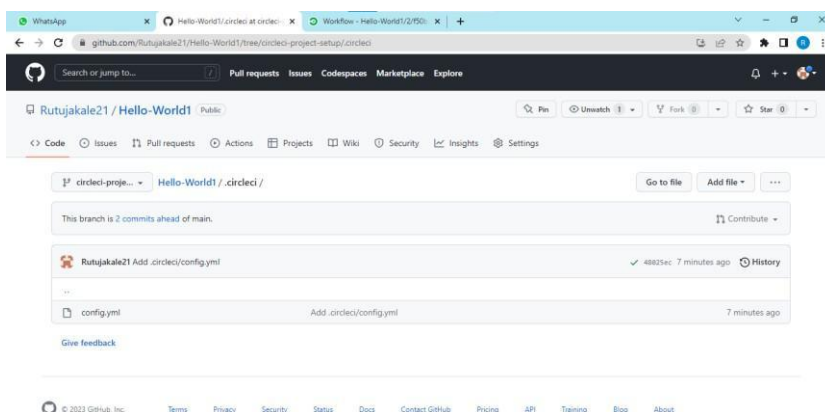 WhatsApp
Hello-World1/.circleci at circleci-
Workflow - Hello-World1/2/f50
github.com/Rutujakale21/Hello-World1/tree/circleci-project-setup/.circleci
R
Search or jump to... / Pull requests Issues Codespaces Marketplace Explore
Rutujakale21 / Hello-World1 Public Pin Unwatch 1 Fork 0 Star 0
<> Code Issues Pull requests Actions Projects Wiki Security Insights Settings
circleci-proje... Hello-World1 / .circleci / Go to file Add file ...
This branch is 2 commits ahead of main. Contribute
Rutujakale21 Add .circleci/config.yml 7 minutes ago History
..
config.yml Add .circleci/config.yml 7 minutes ago
Give feedback
© 2023 GitHub, Inc. Terms Privacy Security Status Docs Contact GitHub Pricing API Training Blog About